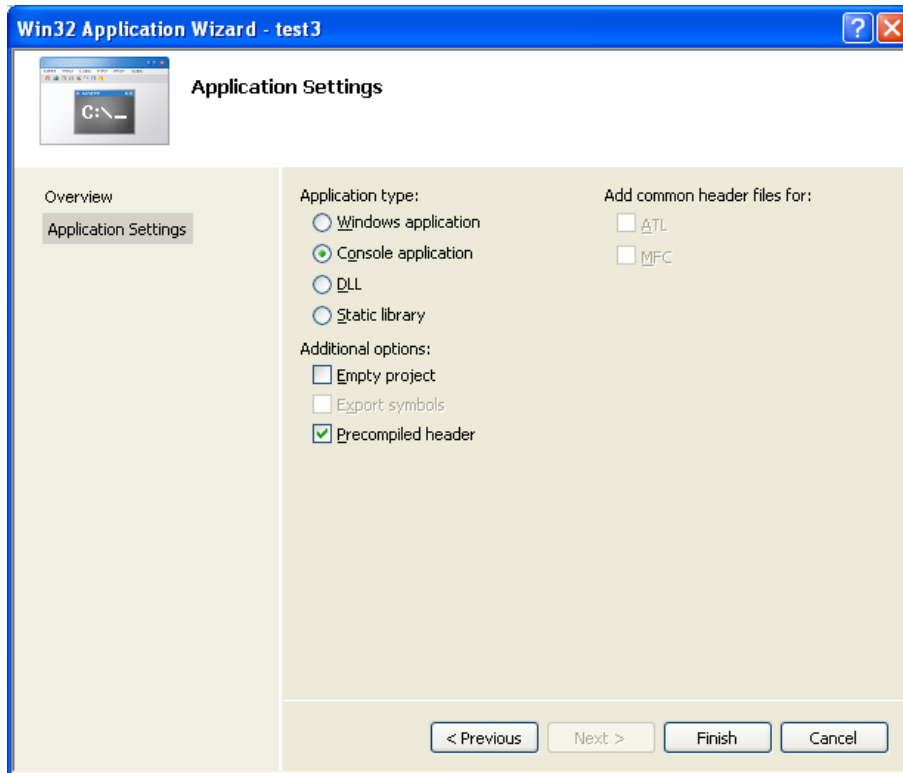 Win32 Application Wizard - test3
C:\_
Application Settings
Overview
Application Settings
Application type:
Windows application
Console application
DLL
Static library
Additional options:
Empty project
Export symbols
Precompiled header
Add common header files for:
ATL
MFC
< Previous
Next >
Finish
Cancel